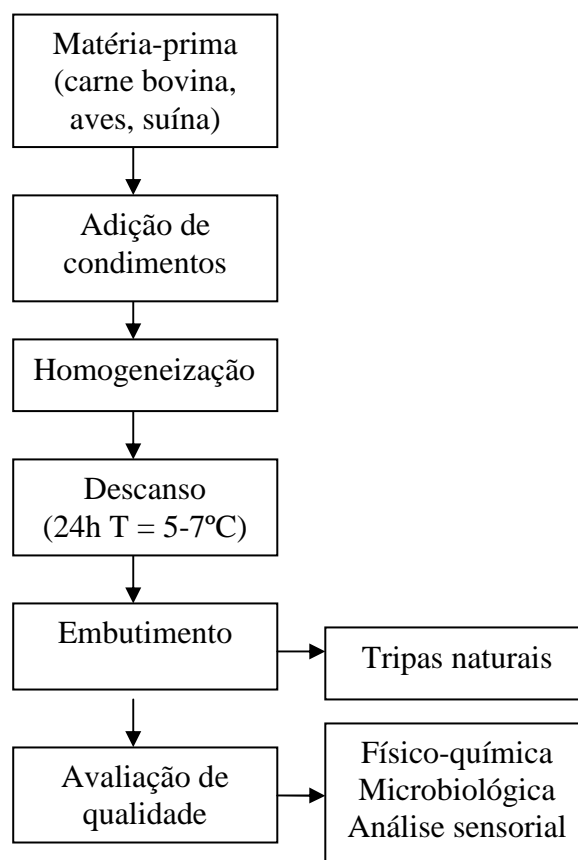 Matéria-prima
(carne bovina,
aves, suína)
Adição de
condimentos
Homogeneização
Descanso
(24h T = 5-7ºC)
Embutimento
Tripas naturais
Avaliação de
qualidade
Físico-química
Microbiológica
Análise sensorial